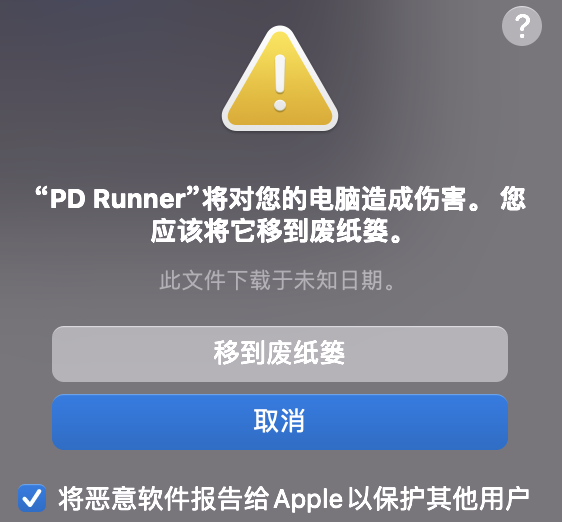 ?
“PD Runner”将对您的电脑造成伤害。 您
应该将它移到废纸篓。
此文件下载于未知日期。
移到废纸篓
取消
将恶意软件报告给 Apple 以保护其他用户